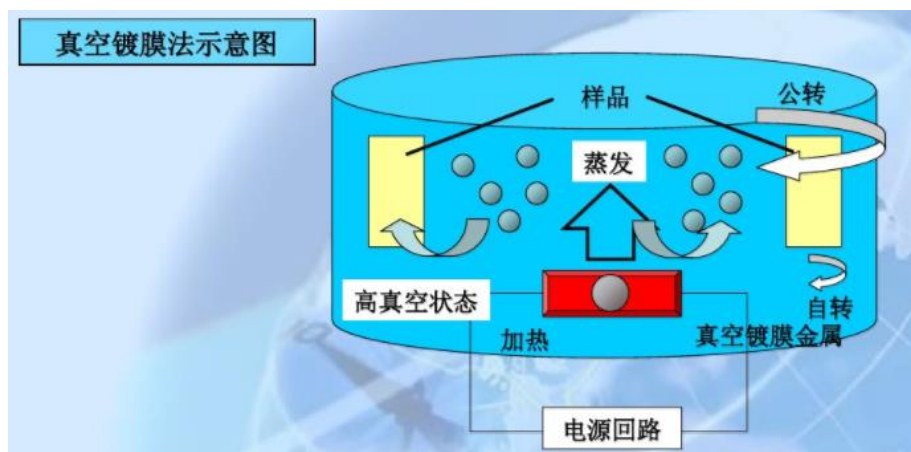 真空镀膜法示意图
样品
公转
蒸发
高真空状态
自转
加热
真空镀膜金属
电源回路